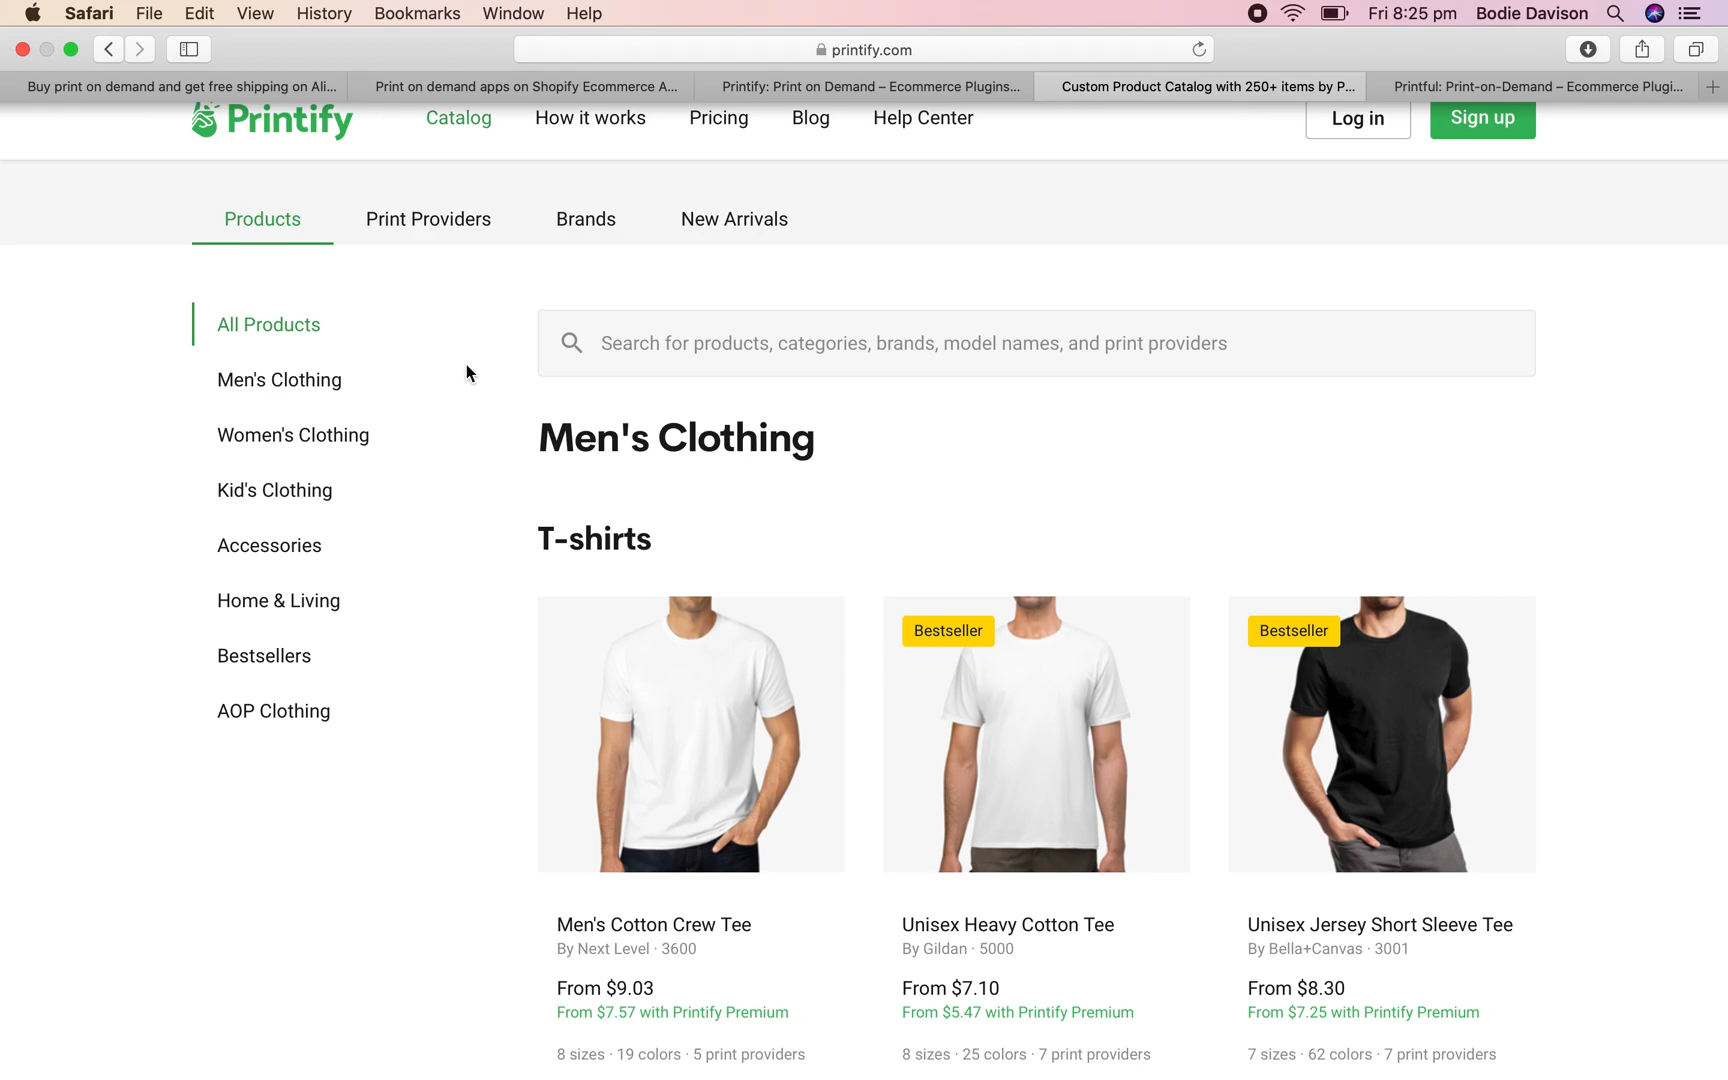 Safari File Edit View History Bookmarks Window Help Fri 8:25 pm Bodie Davison
printify.com
Buy print on demand and get free shipping on Ali... Print on demand apps on Shopify Ecommerce A... Printify: Print on Demand – Ecommerce Plugins... Custom Product Catalog with 250+ items by P... Printful: Print-on-Demand – Ecommerce Plugi...
Printify Catalog How it works Pricing Blog Help Center Log in Sign up
Products Print Providers Brands New Arrivals
All Products
Men's Clothing
Women's Clothing
Kid's Clothing
Accessories
Home & Living
Bestsellers
AOP Clothing
Search for products, categories, brands, model names, and print providers
Men's Clothing
T-shirts
Bestseller Bestseller
Men's Cotton Crew Tee Unisex Heavy Cotton Tee Unisex Jersey Short Sleeve Tee
By Next Level · 3600 By Gildan · 5000 By Bella+Canvas · 3001
From $9.03 From $7.10 From $8.30
From $7.57 with Printify Premium From $5.47 with Printify Premium From $7.25 with Printify Premium
8 sizes · 19 colors · 5 print providers 8 sizes · 25 colors · 7 print providers 7 sizes · 62 colors · 7 print providers